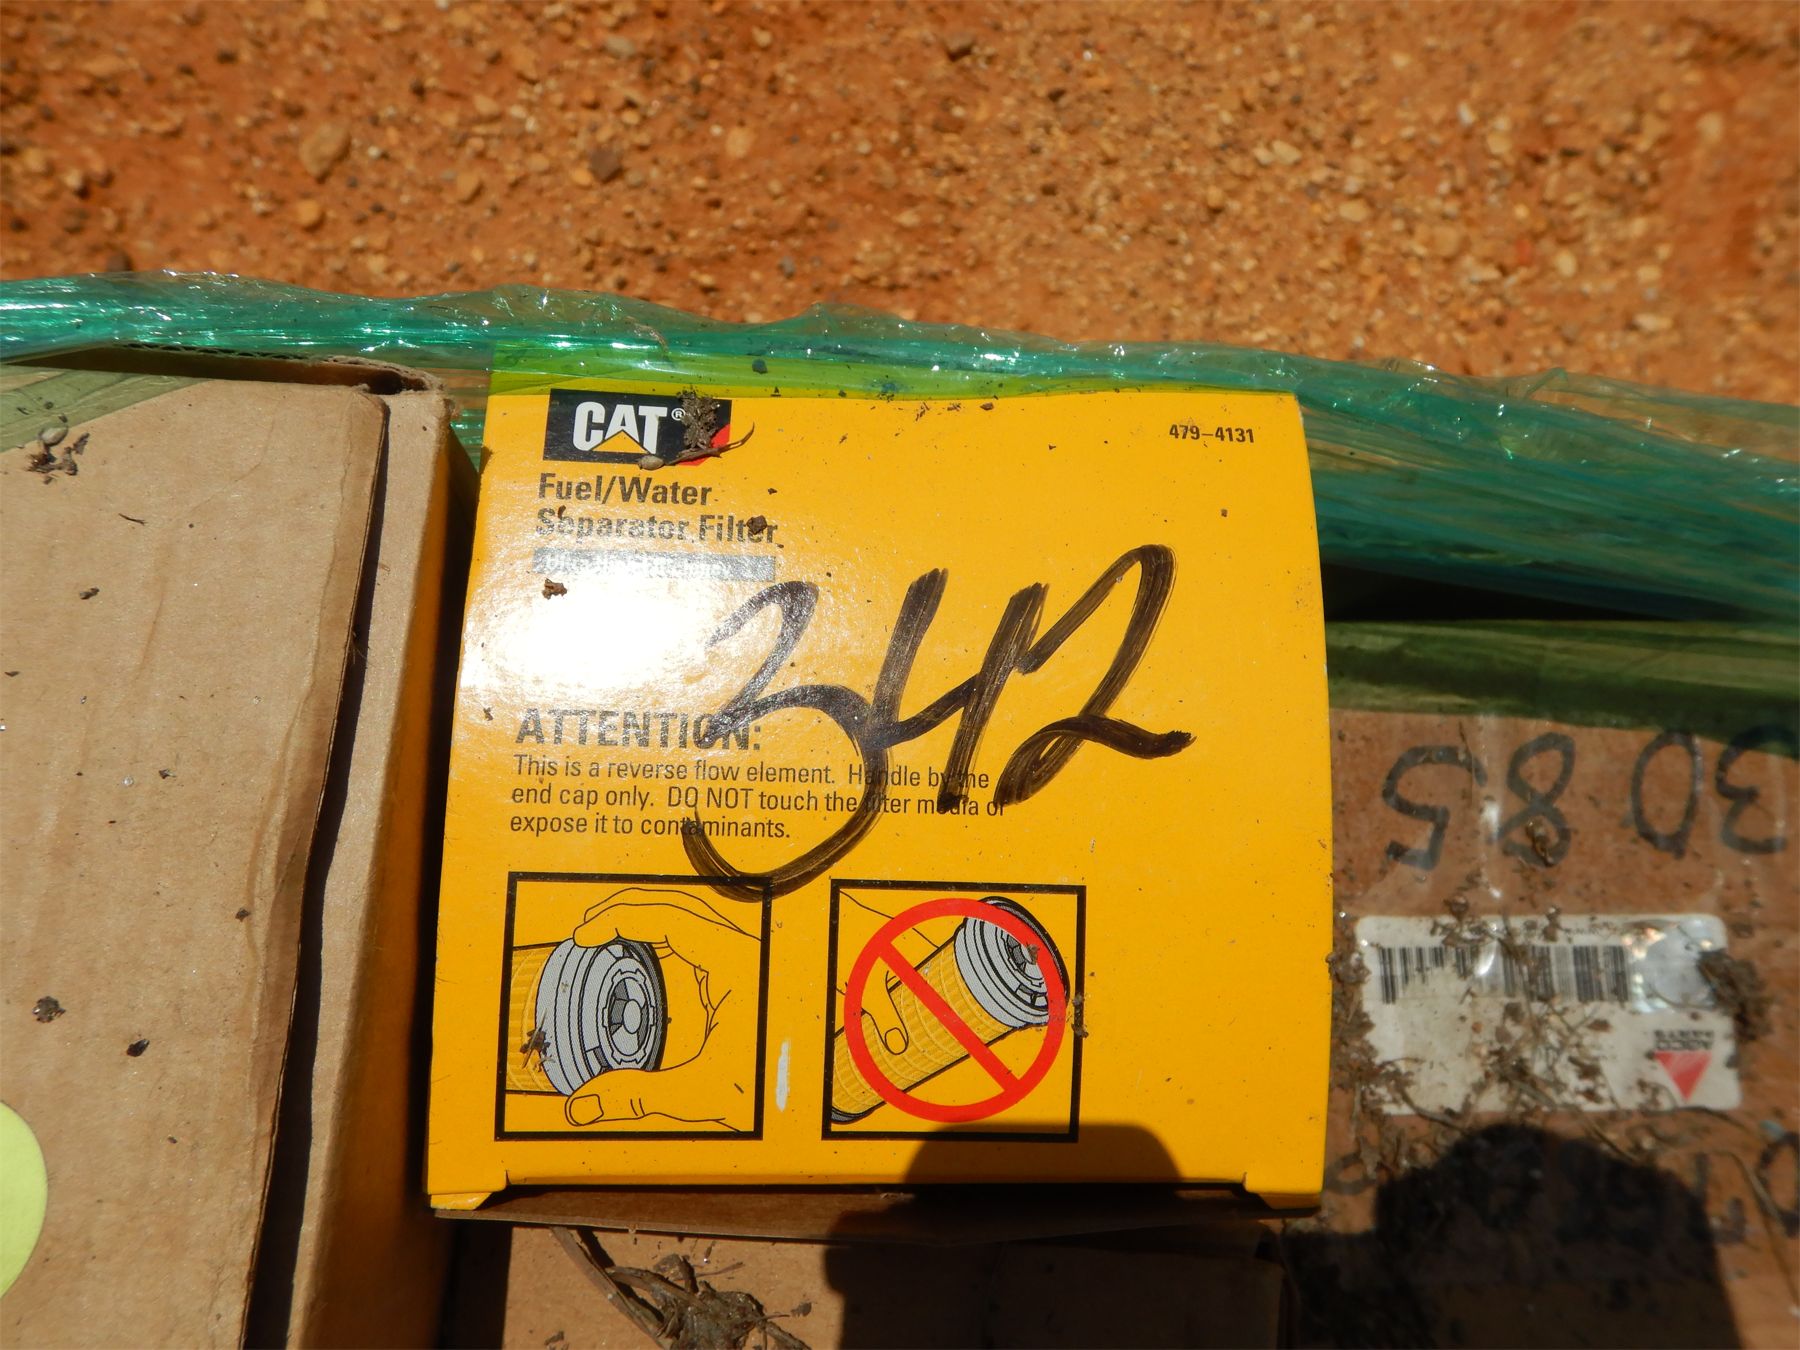 CAT®
479-4131
Fuel/Water
Separator Filter
342
ATTENTION:
This is a reverse flow element. Handle by the
end cap only. DO NOT touch the filter media or
expose it to contaminants.
3085